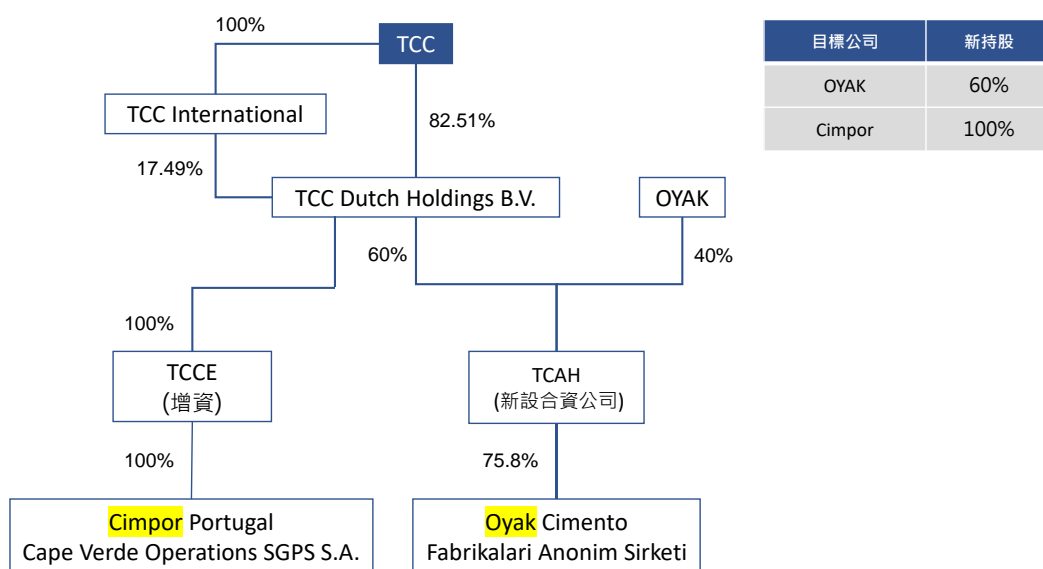 100%
TCC
目標公司 新持股
OYAK 60%
Cimpor 100%
TCC International
82.51%
17.49%
TCC Dutch Holdings B.V.
OYAK
60%
40%
100%
TCCE
(增資)
TCAH
(新設合資公司)
100%
75.8%
Cimpor Portugal
Cape Verde Operations SGPS S.A.
Oyak Cimento
Fabrikalari Anonim Sirketi